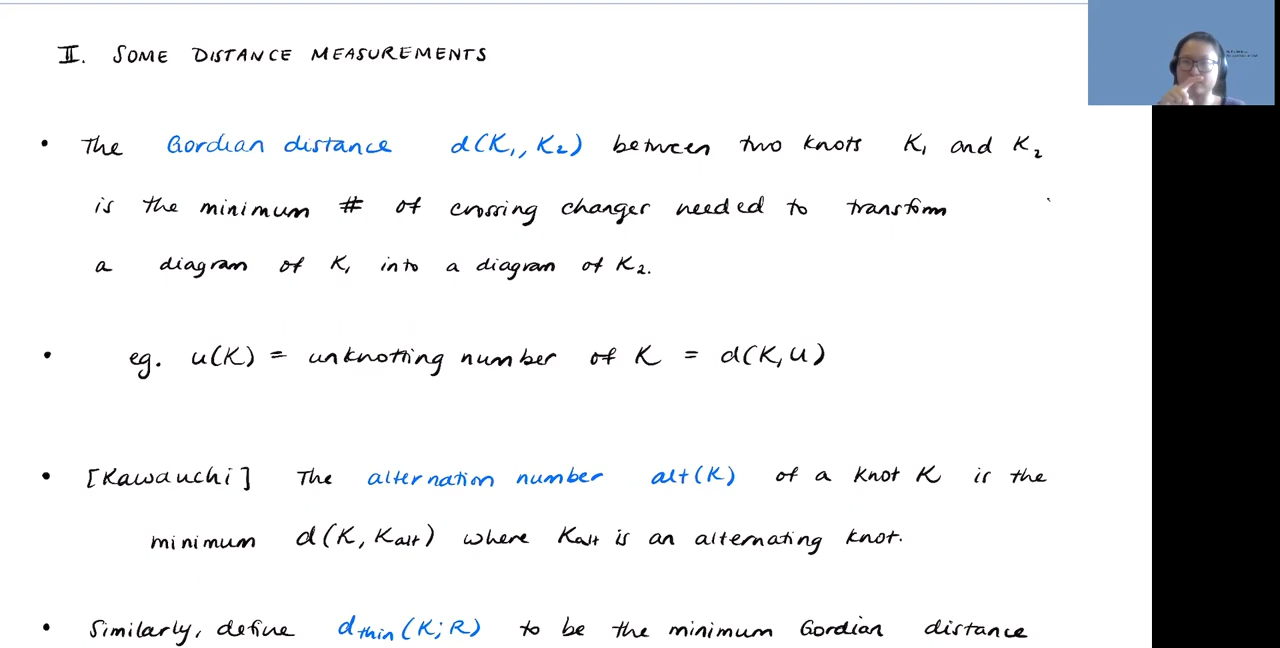 II. SOME DISTANCE MEASUREMENTS
• The Gordian distance d(K₁, K₂) between two knots K₁ and K₂
is the minimum # of crossing changes needed to transform
a diagram of K₁ into a diagram of K₂.
• eg. u(K) = unknotting number of K = d(K, U)
• [Kawauchi] The alternation number alt(K) of a knot K is the
minimum d(K, Kalt) where Kalt is an alternating knot.
• Similarly, define dthin(K; R) to be the minimum Gordian distance